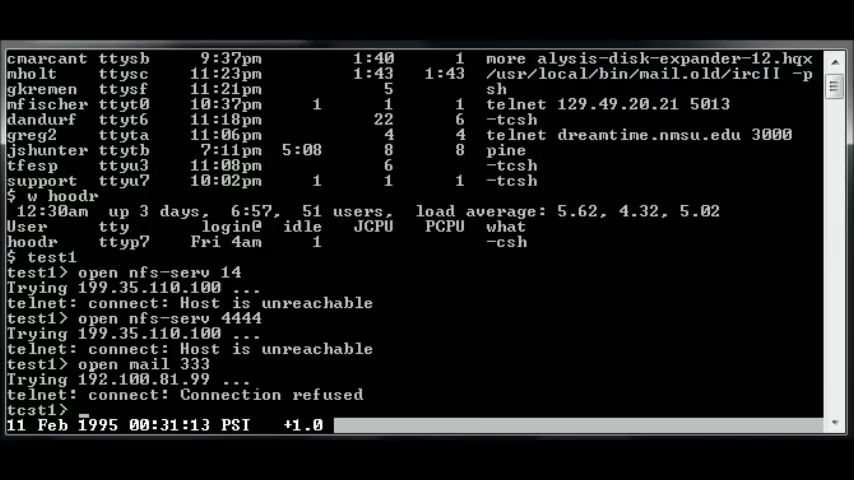 cmarcant ttysb 9:37pm 1:40 1 more alysis-disk-expander-12.hqx
mholt ttysc 11:23pm 1:43 1:43 /usr/local/bin/mail.old/ircII -p
gkremen ttysf 11:21pm 5 sh
mfischer ttyt0 10:37pm 1 1 1 telnet 129.49.20.21 5013
dandurf ttyt6 11:18pm 22 6 -tcsh
greg2 ttyta 11:06pm 4 4 telnet dreamtime.nmsu.edu 3000
jshunter ttytb 7:11pm 5:08 8 8 pine
tfesp ttyu3 11:08pm 6 -tcsh
support ttyu7 10:02pm 1 1 1 -tcsh
$ w hoodr
12:30am up 3 days, 6:57, 51 users, load average: 5.62, 4.32, 5.02
User tty login@ idle JCPU PCPU what
hoodr ttyp7 Fri 4am 1 -csh
$ test1
test1> open nfs-serv 14
Trying 199.35.110.100 ...
telnet: connect: Host is unreachable
test1> open nfs-serv 4444
Trying 199.35.110.100 ...
telnet: connect: Host is unreachable
test1> open mail 333
Trying 192.100.81.99 ...
telnet: connect: Connection refused
tc3t1> _
11 Feb 1995 00:31:13 PSI +1.0